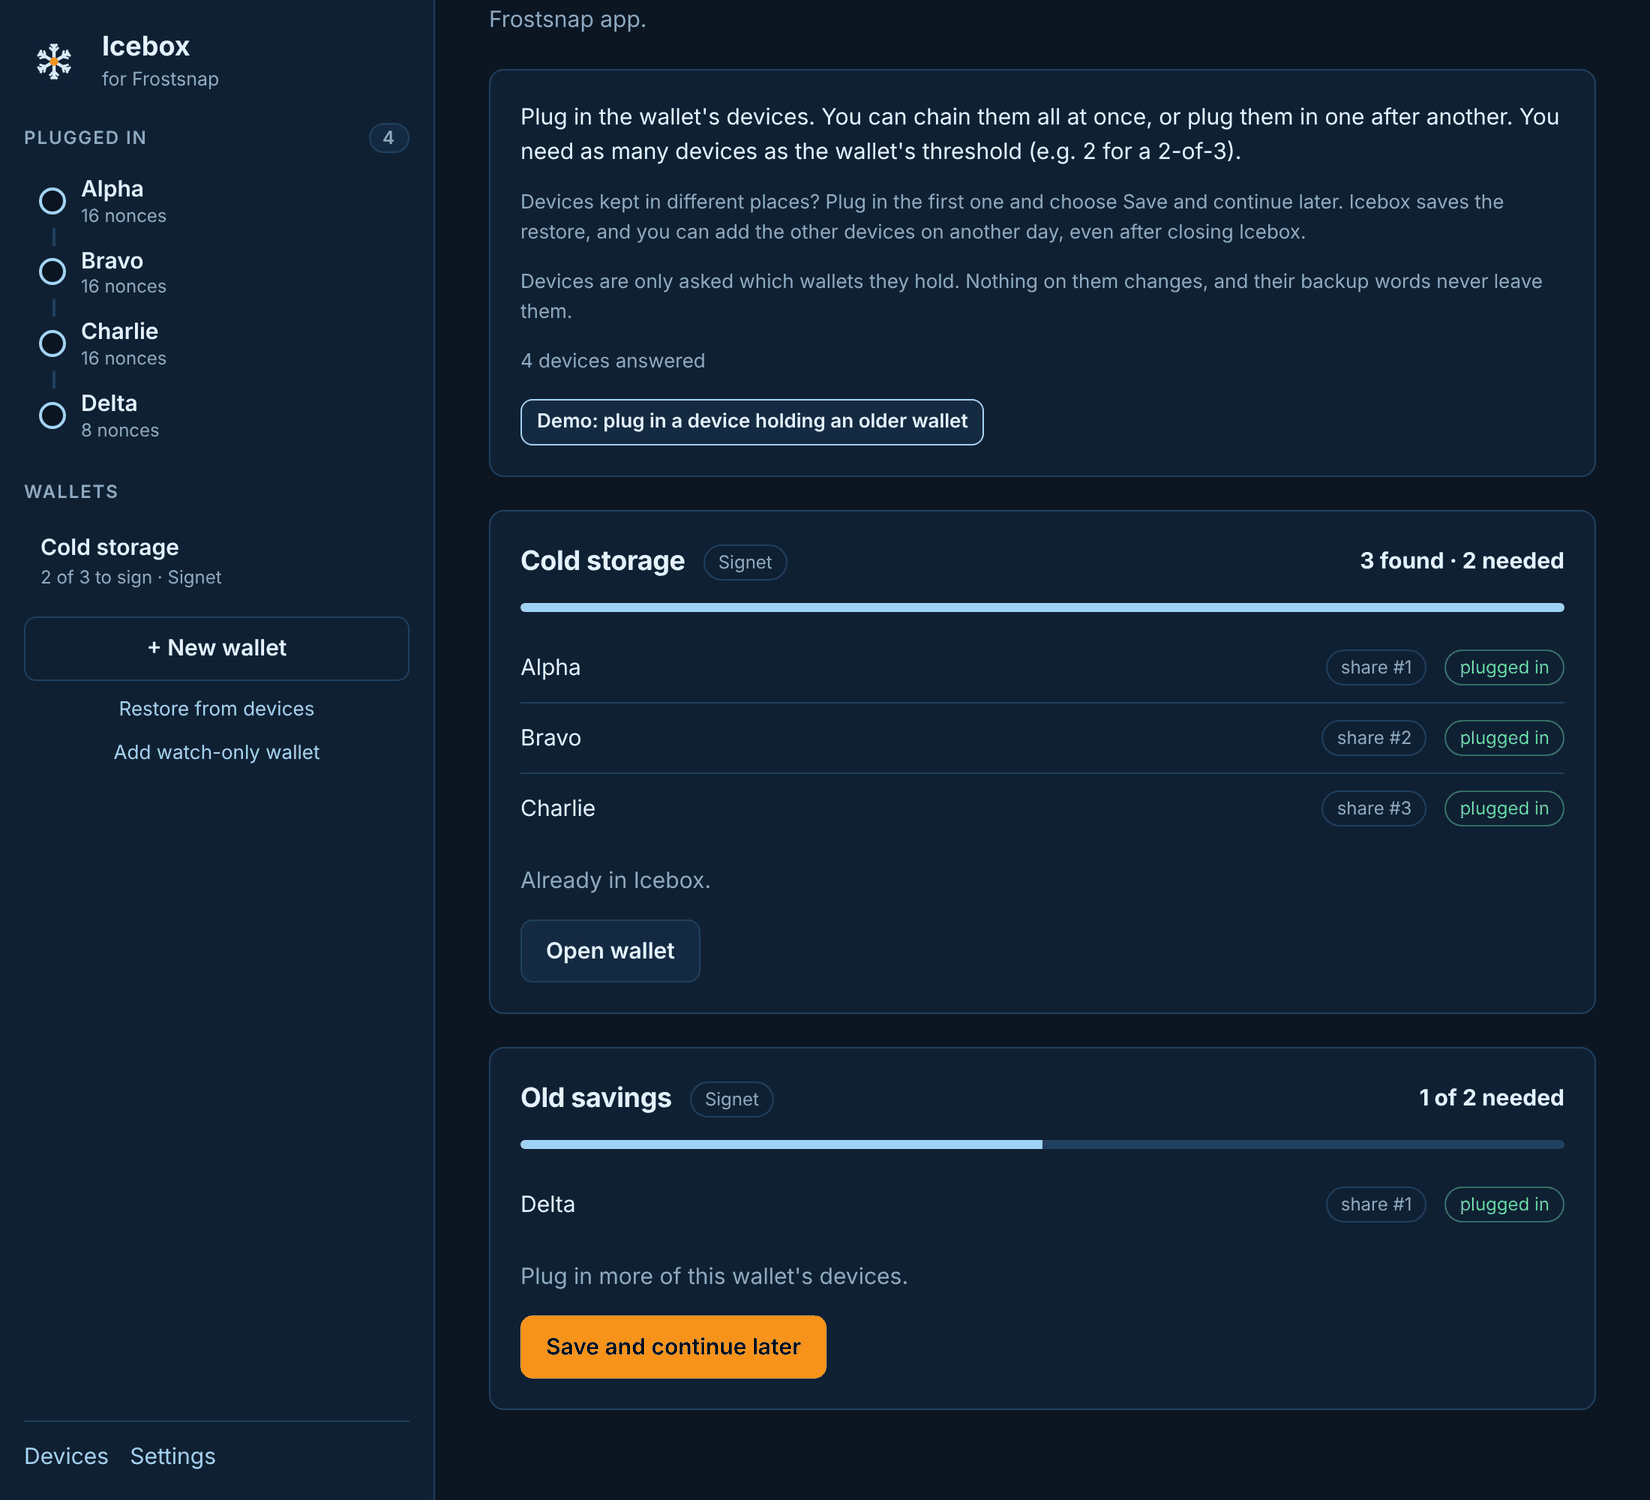 Icebox
for Frostsnap
PLUGGED IN
4
Alpha
16 nonces
Bravo
16 nonces
Charlie
16 nonces
Delta
8 nonces
WALLETS
Cold storage
2 of 3 to sign · Signet
+ New wallet
Restore from devices
Add watch-only wallet
Devices
Settings
Frostsnap app.
Plug in the wallet's devices. You can chain them all at once, or plug them in one after another. You
need as many devices as the wallet's threshold (e.g. 2 for a 2-of-3).
Devices kept in different places? Plug in the first one and choose Save and continue later. Icebox saves the
restore, and you can add the other devices on another day, even after closing Icebox.
Devices are only asked which wallets they hold. Nothing on them changes, and their backup words never leave
them.
4 devices answered
Demo: plug in a device holding an older wallet
Cold storage
Signet
3 found · 2 needed
Alpha
share #1
plugged in
Bravo
share #2
plugged in
Charlie
share #3
plugged in
Already in Icebox.
Open wallet
Old savings
Signet
1 of 2 needed
Delta
share #1
plugged in
Plug in more of this wallet's devices.
Save and continue later